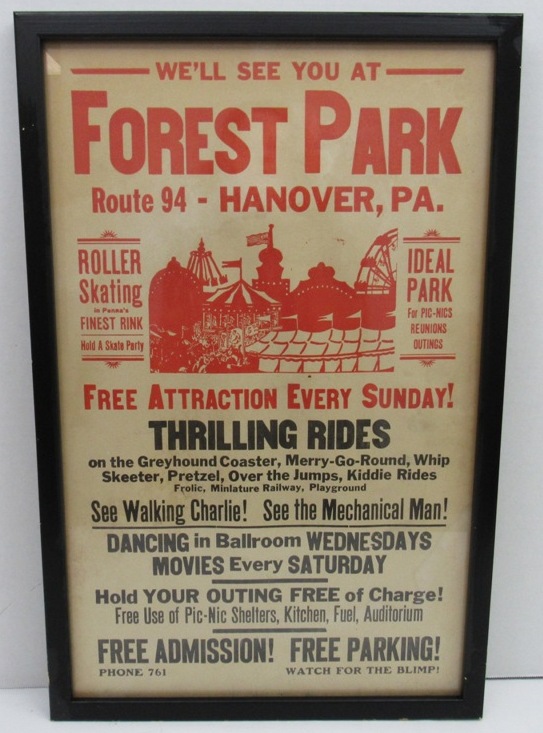 WE'LL SEE YOU AT
FOREST PARK
Route 94 - HANOVER, PA.
ROLLER
Skating
in Penna's
FINEST RINK
Hold A Skate Party
IDEAL
PARK
For PIC-NICS
REUNIONS
OUTINGS
FREE ATTRACTION EVERY SUNDAY!
THRILLING RIDES
on the Greyhound Coaster, Merry-Go-Round, Whip
Skeeter, Pretzel, Over the Jumps, Kiddie Rides
Frolic, Miniature Railway, Playground
See Walking Charlie! See the Mechanical Man!
DANCING in Ballroom WEDNESDAYS
MOVIES Every SATURDAY
Hold YOUR OUTING FREE of Charge!
Free Use of Pic-Nic Shelters, Kitchen, Fuel, Auditorium
FREE ADMISSION! FREE PARKING!
PHONE 761 WATCH FOR THE BLIMP!